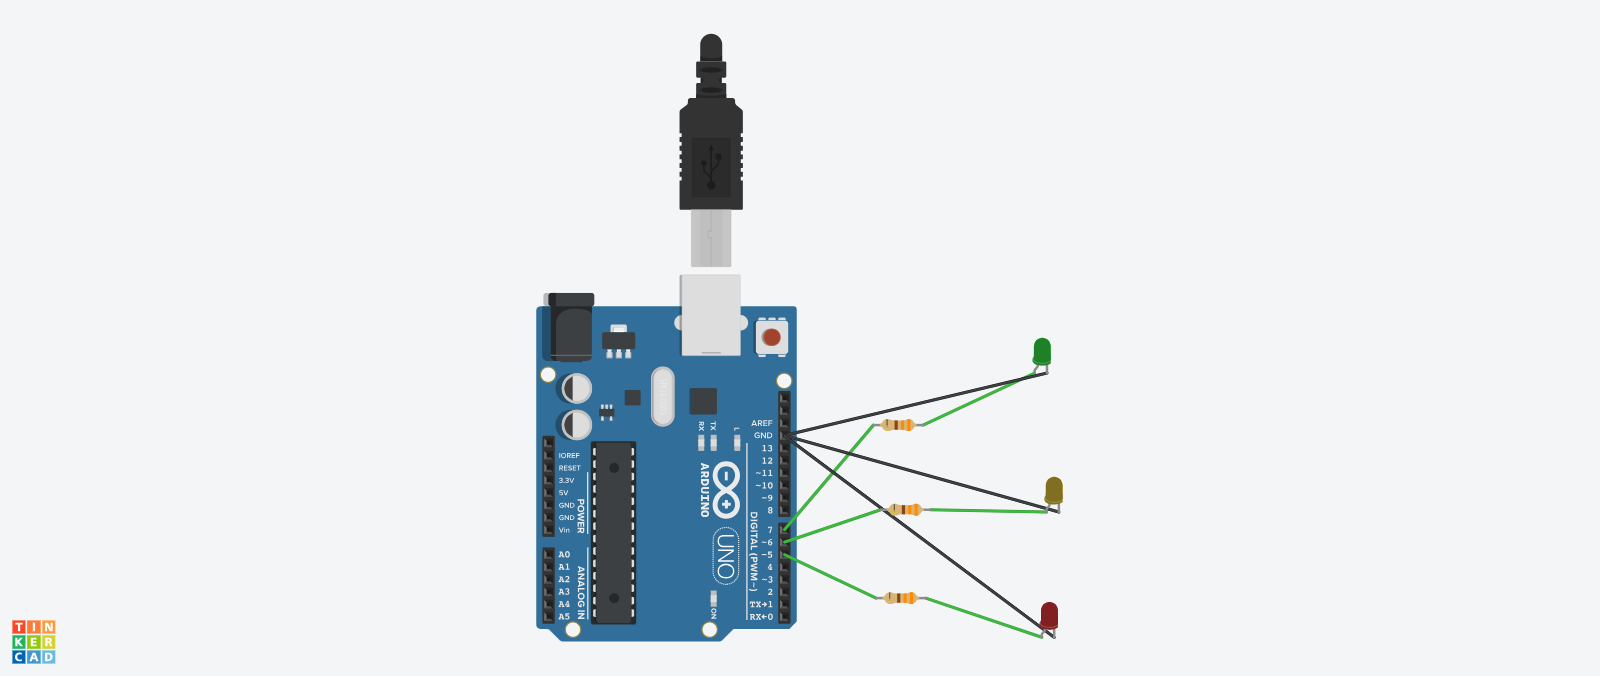 AREF
GND
13
12
~11
~10
~9
8
7
~6
~5
4
~3
2
TX→1
RX←0
DIGITAL (PWM~)
RX
TX
L
ARDUINO
UNO
ON
IOREF
RESET
3.3V
5V
GND
GND
Vin
POWER
A0
A1
A2
A3
A4
A5
ANALOG IN
TIN
KER
CAD